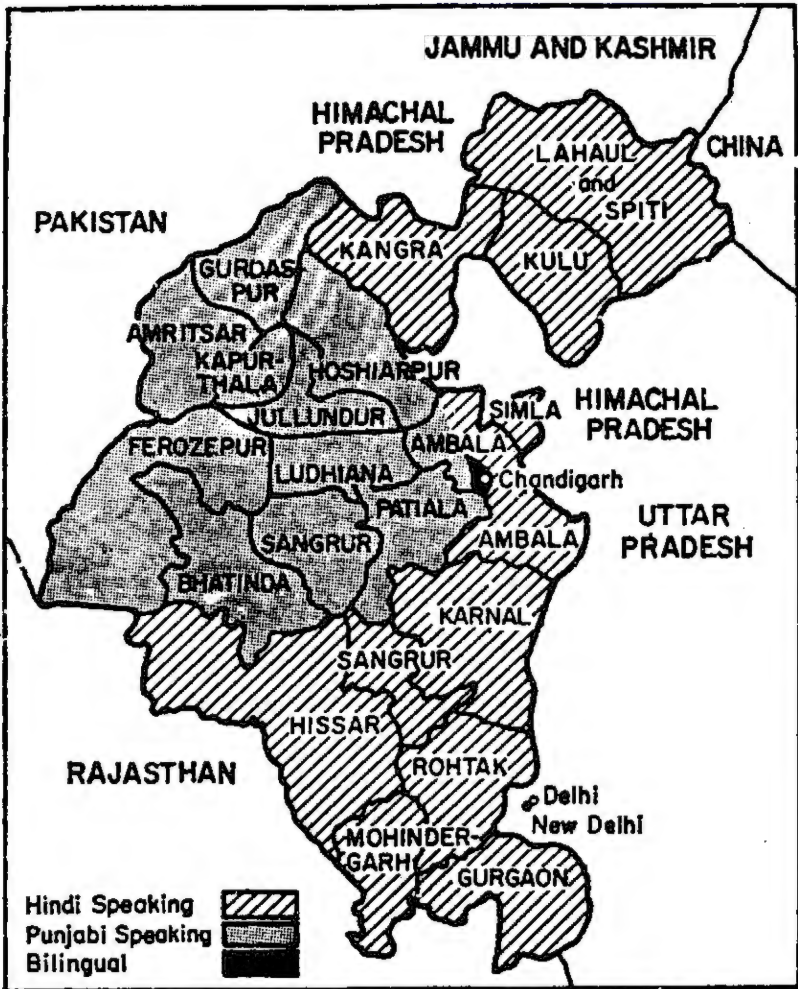 JAMMU AND KASHMIR
HIMACHAL
PRADESH
LAHAUL
and
SPITI
CHINA
PAKISTAN
KANGRA
KULU
GURDAS-
PUR
AMRITSAR
KAPUR-
THALA
HOSHIARPUR
JULLUNDUR
SIMLA
HIMACHAL
PRADESH
FEROZEPUR
AMBALA
LUDHIANA
Chandigarh
PATIALA
UTTAR
PRADESH
SANGRUR
AMBALA
BHATINDA
KARNAL
SANGRUR
HISSAR
RAJASTHAN
ROHTAK
Delhi
New Delhi
MOHINDER-
GARH
GURGAON
Hindi Speaking
Punjabi Speaking
Bilingual